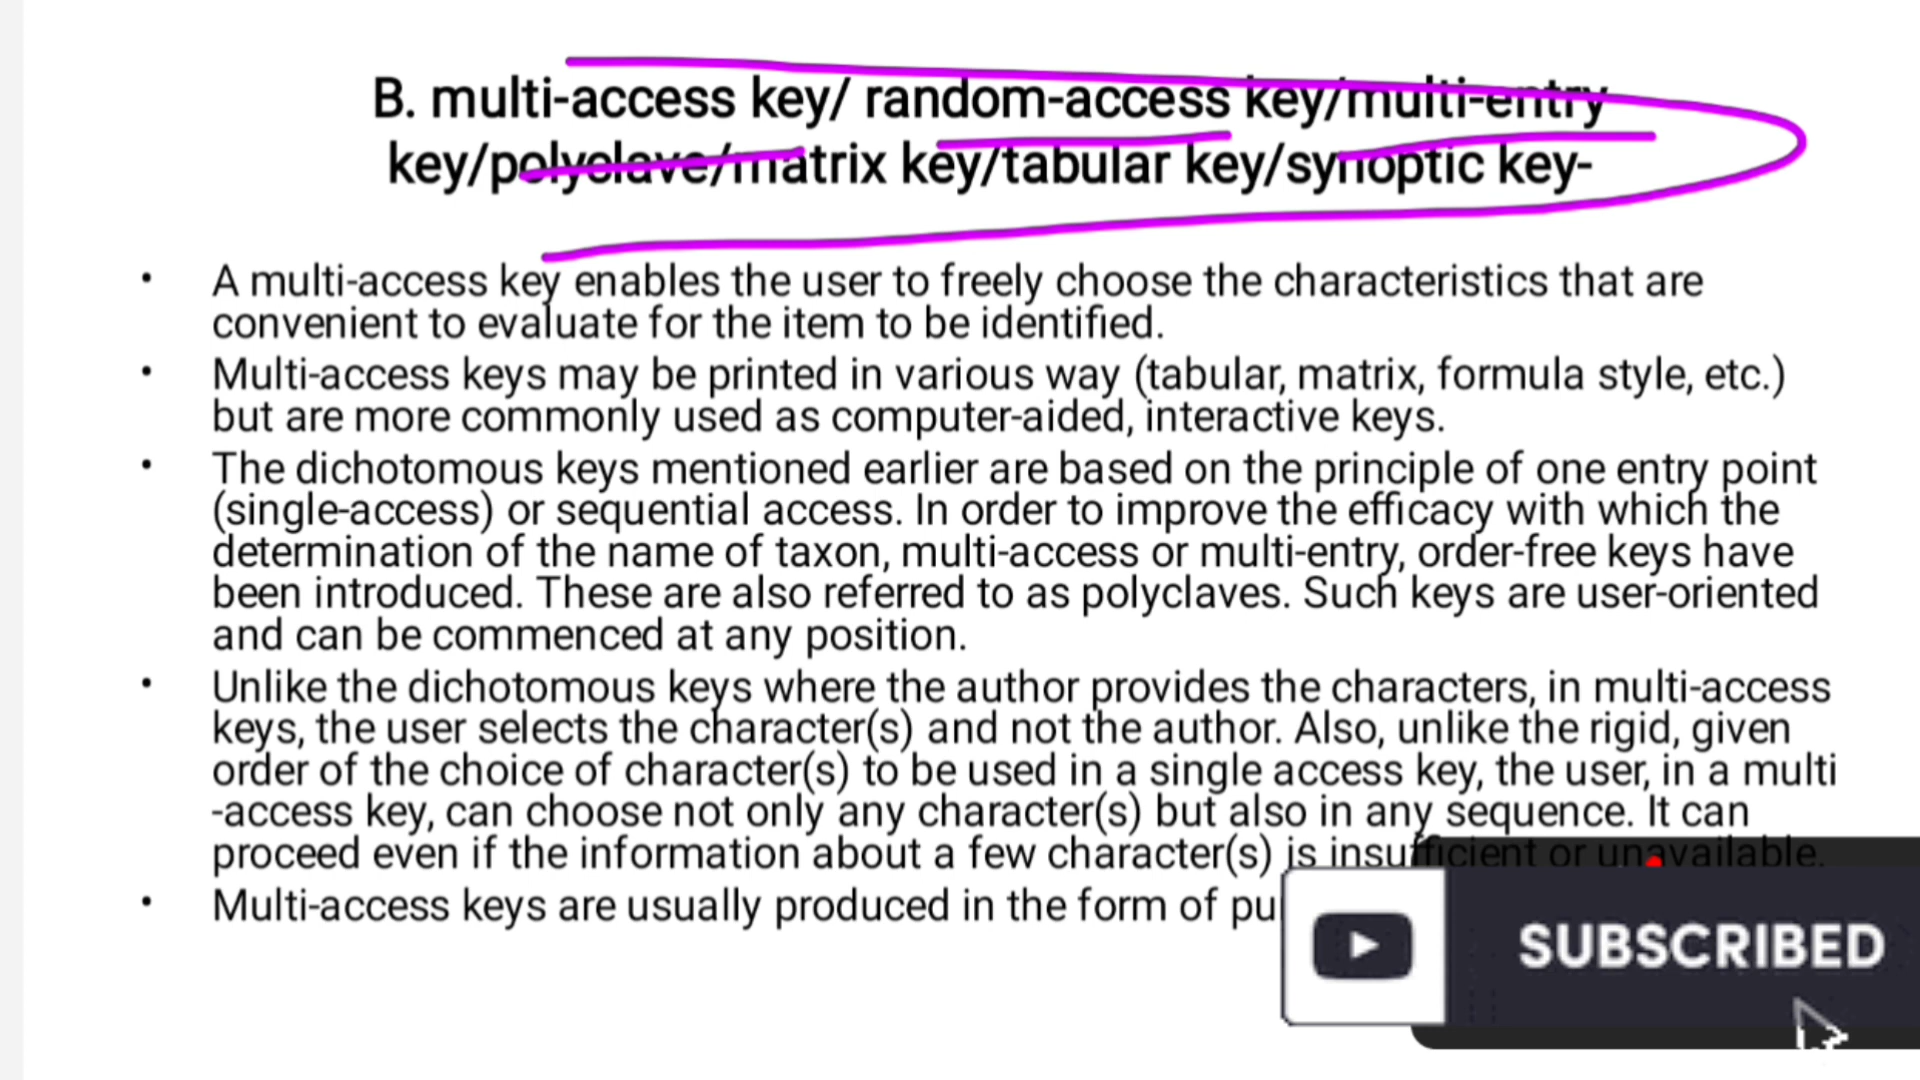 B. multi-access key/ random-access key/multi-entry
key/polyclave/matrix key/tabular key/synoptic key-
• A multi-access key enables the user to freely choose the characteristics that are
convenient to evaluate for the item to be identified.
• Multi-access keys may be printed in various way (tabular, matrix, formula style, etc.)
but are more commonly used as computer-aided, interactive keys.
• The dichotomous keys mentioned earlier are based on the principle of one entry point
(single-access) or sequential access. In order to improve the efficacy with which the
determination of the name of taxon, multi-access or multi-entry, order-free keys have
been introduced. These are also referred to as polyclaves. Such keys are user-oriented
and can be commenced at any position.
• Unlike the dichotomous keys where the author provides the characters, in multi-access
keys, the user selects the character(s) and not the author. Also, unlike the rigid, given
order of the choice of character(s) to be used in a single access key, the user, in a multi
-access key, can choose not only any character(s) but also in any sequence. It can
proceed even if the information about a few character(s) is insufficient or unavailable.
• Multi-access keys are usually produced in the form of
SUBSCRIBED